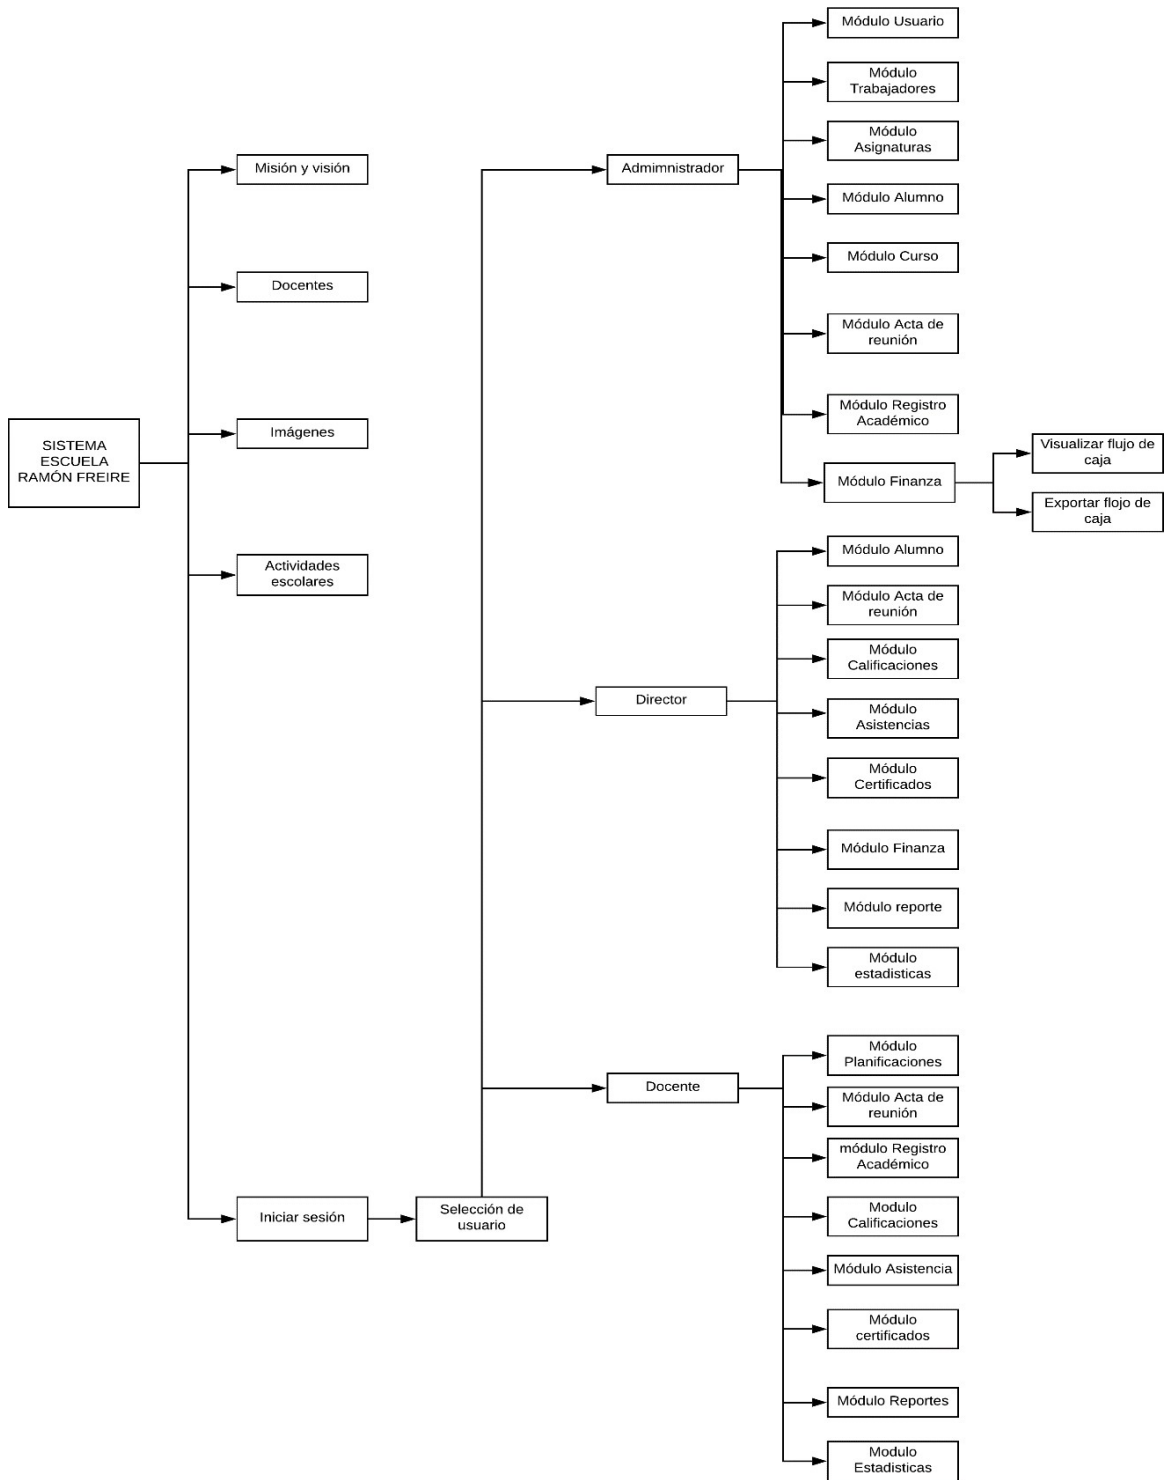 SISTEMA
ESCUELA
RAMÓN FREIRE
Misión y visión
Docentes
Imágenes
Actividades
escolares
Iniciar sesión
Selección de
usuario
Admimnistrador
Módulo Usuario
Módulo
Trabajadores
Módulo
Asignaturas
Módulo Alumno
Módulo Curso
Módulo Acta de
reunión
Módulo Registro
Académico
Módulo Finanza
Visualizar flujo de
caja
Exportar flojo de
caja
Director
Módulo Alumno
Módulo Acta de
reunión
Módulo
Calificaciones
Módulo
Asistencias
Módulo
Certificados
Módulo Finanza
Módulo reporte
Módulo
estadisticas
Docente
Módulo
Planificaciones
Módulo Acta de
reunión
módulo Registro
Académico
Modulo
Calificaciones
Módulo Asistencia
Módulo
certificados
Módulo Reportes
Modulo
Estadisticas